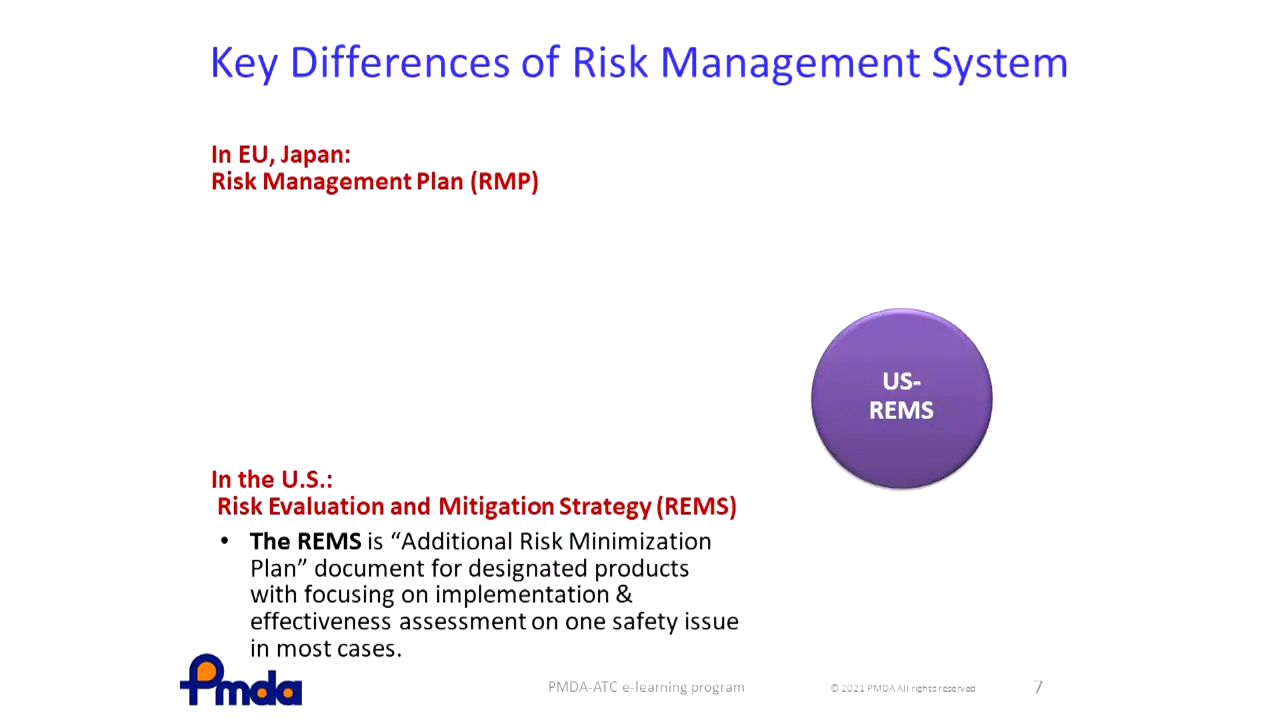 Key Differences of Risk Management System
In EU, Japan:
Risk Management Plan (RMP)
US-
REMS
In the U.S.:
Risk Evaluation and Mitigation Strategy (REMS)
• The REMS is “Additional Risk Minimization
Plan” document for designated products
with focusing on implementation &
effectiveness assessment on one safety issue
in most cases.
Pmda
PMDA-ATC e-learning program
© 2021 PMDA All rights reserved
7